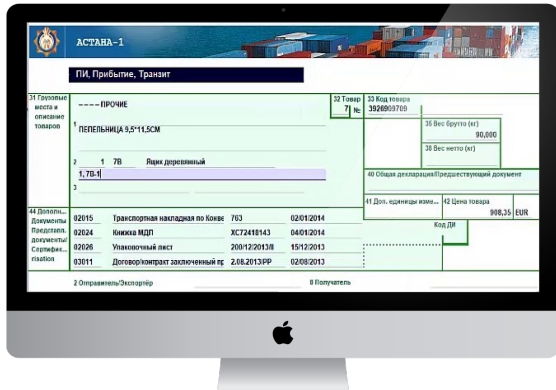 АСТАНА-1
ПИ, Прибытие, Транзит
31 Грузовые места и описание товаров
––––ПРОЧИЕ
32 Товар
7 №
33 Код товара
3926909709
1 ПЕПЕЛЬНИЦА 9,5*11,5СМ
35 Вес брутто (кг)
90,000
38 Вес нетто (кг)
2 1 7В Ящик деревянный
1, 7В-1
3
40 Общая декларация/Предшествующий документ
41 Доп. единицы изме...
42 Цена товара
908,35 EUR
44 Дополн... Документы Представл. документы/ Сертифик... risation
Код ДИ
02015 Транспортная накладная по Конве 763 02/01/2014
02024 Книжка МДП XC72418143 04/01/2014
02026 Упаковочный лист 200/12/2013/I 15/12/2013
03011 Договор/контракт заключенный пр 2.08.2013/РР 02/08/2013
2 Отправитель/Экспортёр
8 Получатель